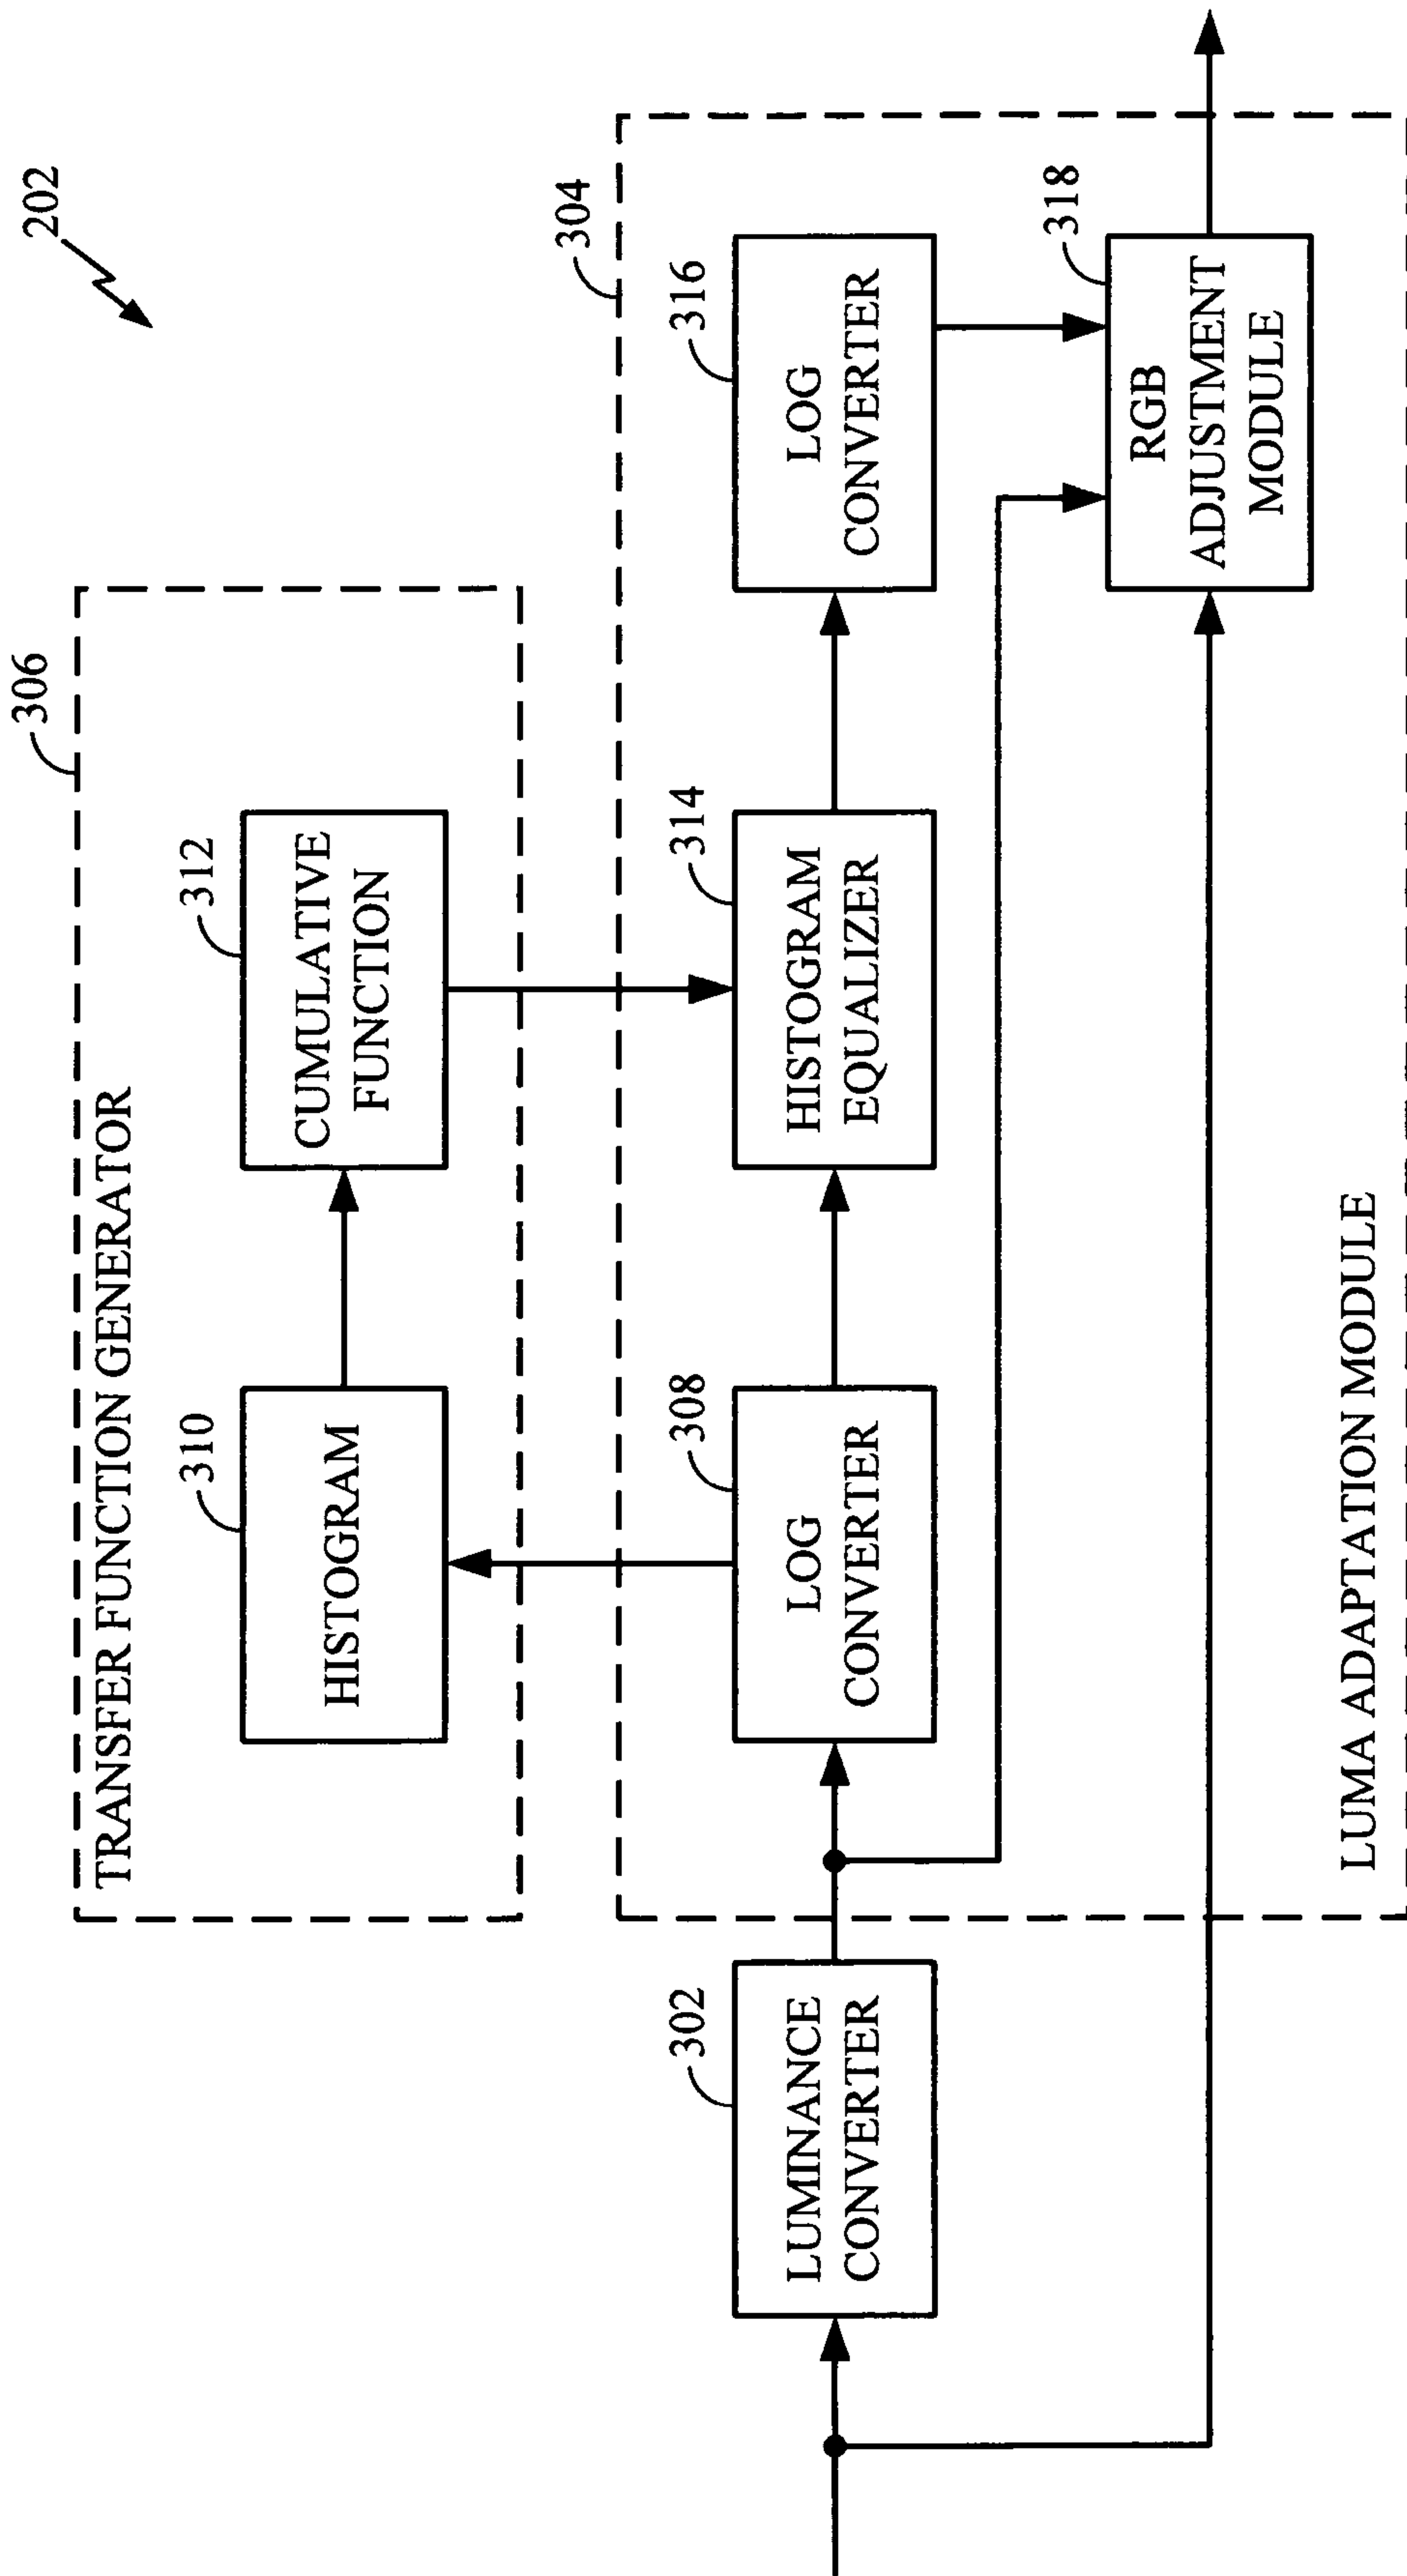 202
306
TRANSFER FUNCTION GENERATOR
310
HISTOGRAM
312
CUMULATIVE
FUNCTION
304
302
LUMINANCE
CONVERTER
308
LOG
CONVERTER
314
HISTOGRAM
EQUALIZER
316
LOG
CONVERTER
318
RGB
ADJUSTMENT
MODULE
LUMA ADAPTATION MODULE